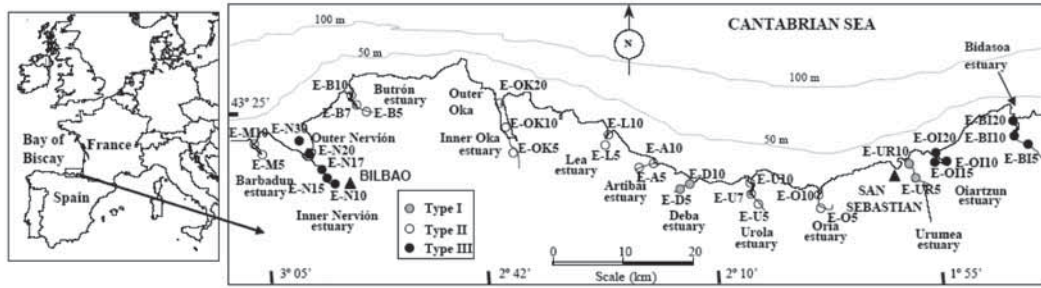 Bay of
Biscay
France
Spain
CANTABRIAN SEA
N
100 m
50 m
100 m
50 m
43° 25'
E-M10
E-M5
Barbadun
estuary
E-N30
Outer Nervión
E-N20
E-N17
E-N15
E-N10
BILBAO
Inner Nervión
estuary
E-B10
E-B7
E-B5
Butrón
estuary
Outer
Oka
E-OK20
E-OK10
Inner Oka
estuary
E-OK5
E-L10
E-L5
Lea
estuary
E-A10
E-A5
Artibai
estuary
E-D10
E-D5
Deba
estuary
E-U10
E-U7
E-U5
Urola
estuary
E-O10
E-O5
Oria
estuary
E-UR10
E-UR5
Urumea
estuary
SAN
SEBASTIAN
E-OI20
E-OI10
E-OI15
Oiartzun
estuary
Bidasoa
estuary
E-BI20
E-BI10
E-BI5
Type I
Type II
Type III
0 10 20
Scale (km)
3° 05'
2° 42'
2° 10'
1° 55'